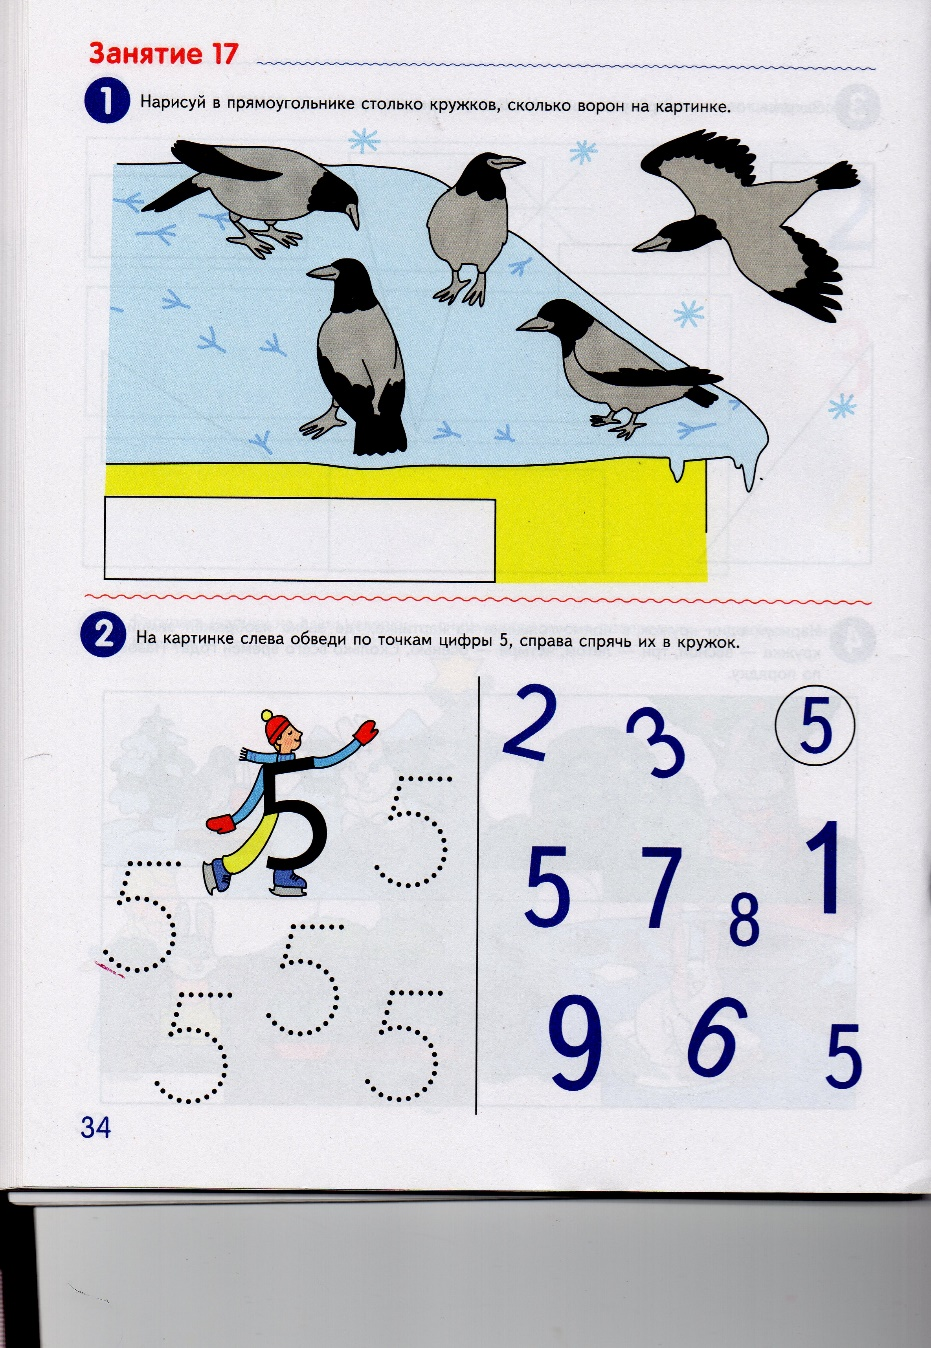 Занятие 17
1 Нарисуй в прямоугольнике столько кружков, сколько ворон на картинке.
2 На картинке слева обведи по точкам цифры 5, справа спрячь их в кружок.
5
5
5
5
5
5
2 3 5
5 7 8 1
9 6 5
34